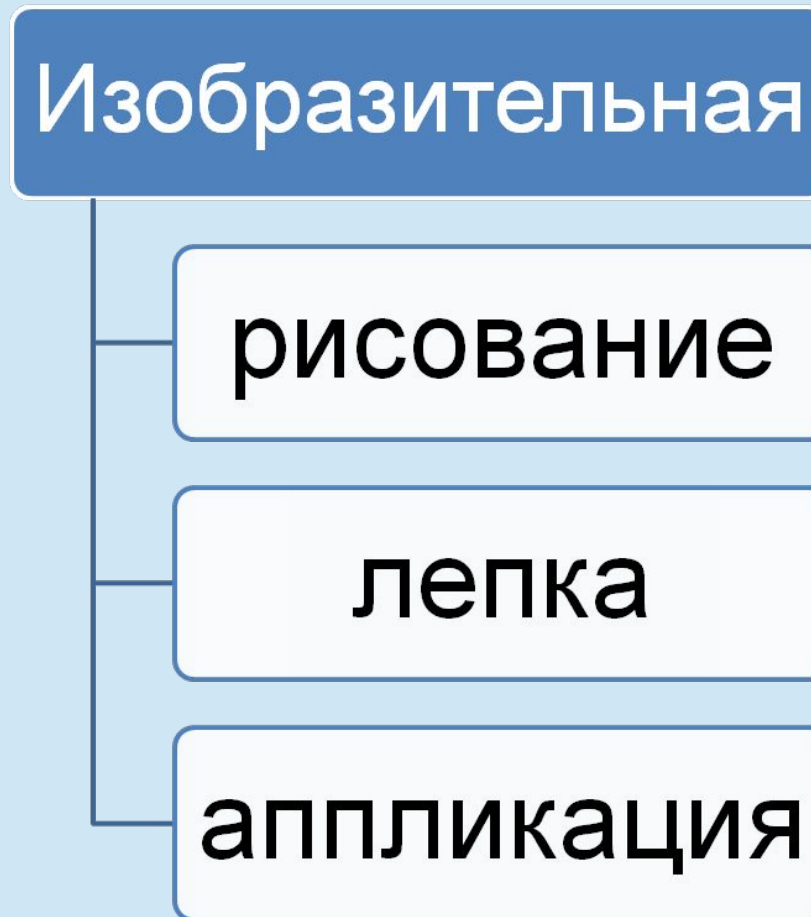 Изобразительная
рисование
лепка
аппликация